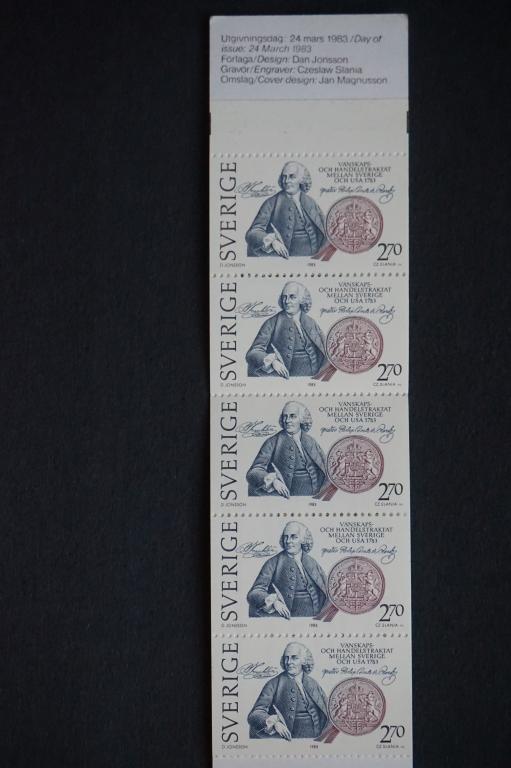 Utgivningsdag: 24 mars 1983/Day of
issue: 24 March 1983
Förlaga/Design: Dan Jonsson
Gravör/Engraver: Czeslaw Slania
Omslag/Cover design: Jan Magnusson
SVERIGE
VÄNSKAPS-
OCH HANDELSTRAKTAT
MELLAN SVERIGE
OCH USA 1783
2.70
D JONSSON
1983
CZ SLANIA
SVERIGE
VÄNSKAPS-
OCH HANDELSTRAKTAT
MELLAN SVERIGE
OCH USA 1783
2.70
D JONSSON
1983
CZ SLANIA
SVERIGE
VÄNSKAPS-
OCH HANDELSTRAKTAT
MELLAN SVERIGE
OCH USA 1783
2.70
D JONSSON
1983
CZ SLANIA
SVERIGE
VÄNSKAPS-
OCH HANDELSTRAKTAT
MELLAN SVERIGE
OCH USA 1783
2.70
D JONSSON
1983
CZ SLANIA
SVERIGE
VÄNSKAPS-
OCH HANDELSTRAKTAT
MELLAN SVERIGE
OCH USA 1783
2.70
D JONSSON
1983
CZ SLANIA